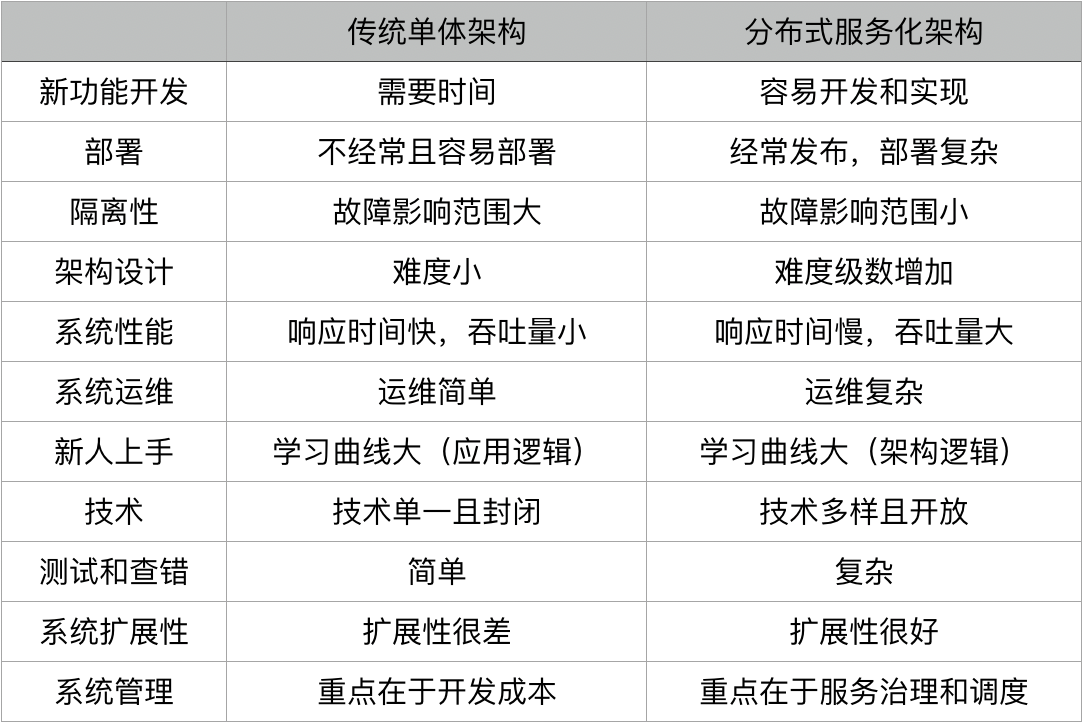 传统单体架构 分布式服务化架构
新功能开发 需要时间 容易开发和实现
部署 不经常且容易部署 经常发布，部署复杂
隔离性 故障影响范围大 故障影响范围小
架构设计 难度小 难度级数增加
系统性能 响应时间快，吞吐量小 响应时间慢，吞吐量大
系统运维 运维简单 运维复杂
新人上手 学习曲线大（应用逻辑） 学习曲线大（架构逻辑）
技术 技术单一且封闭 技术多样且开放
测试和查错 简单 复杂
系统扩展性 扩展性很差 扩展性很好
系统管理 重点在于开发成本 重点在于服务治理和调度